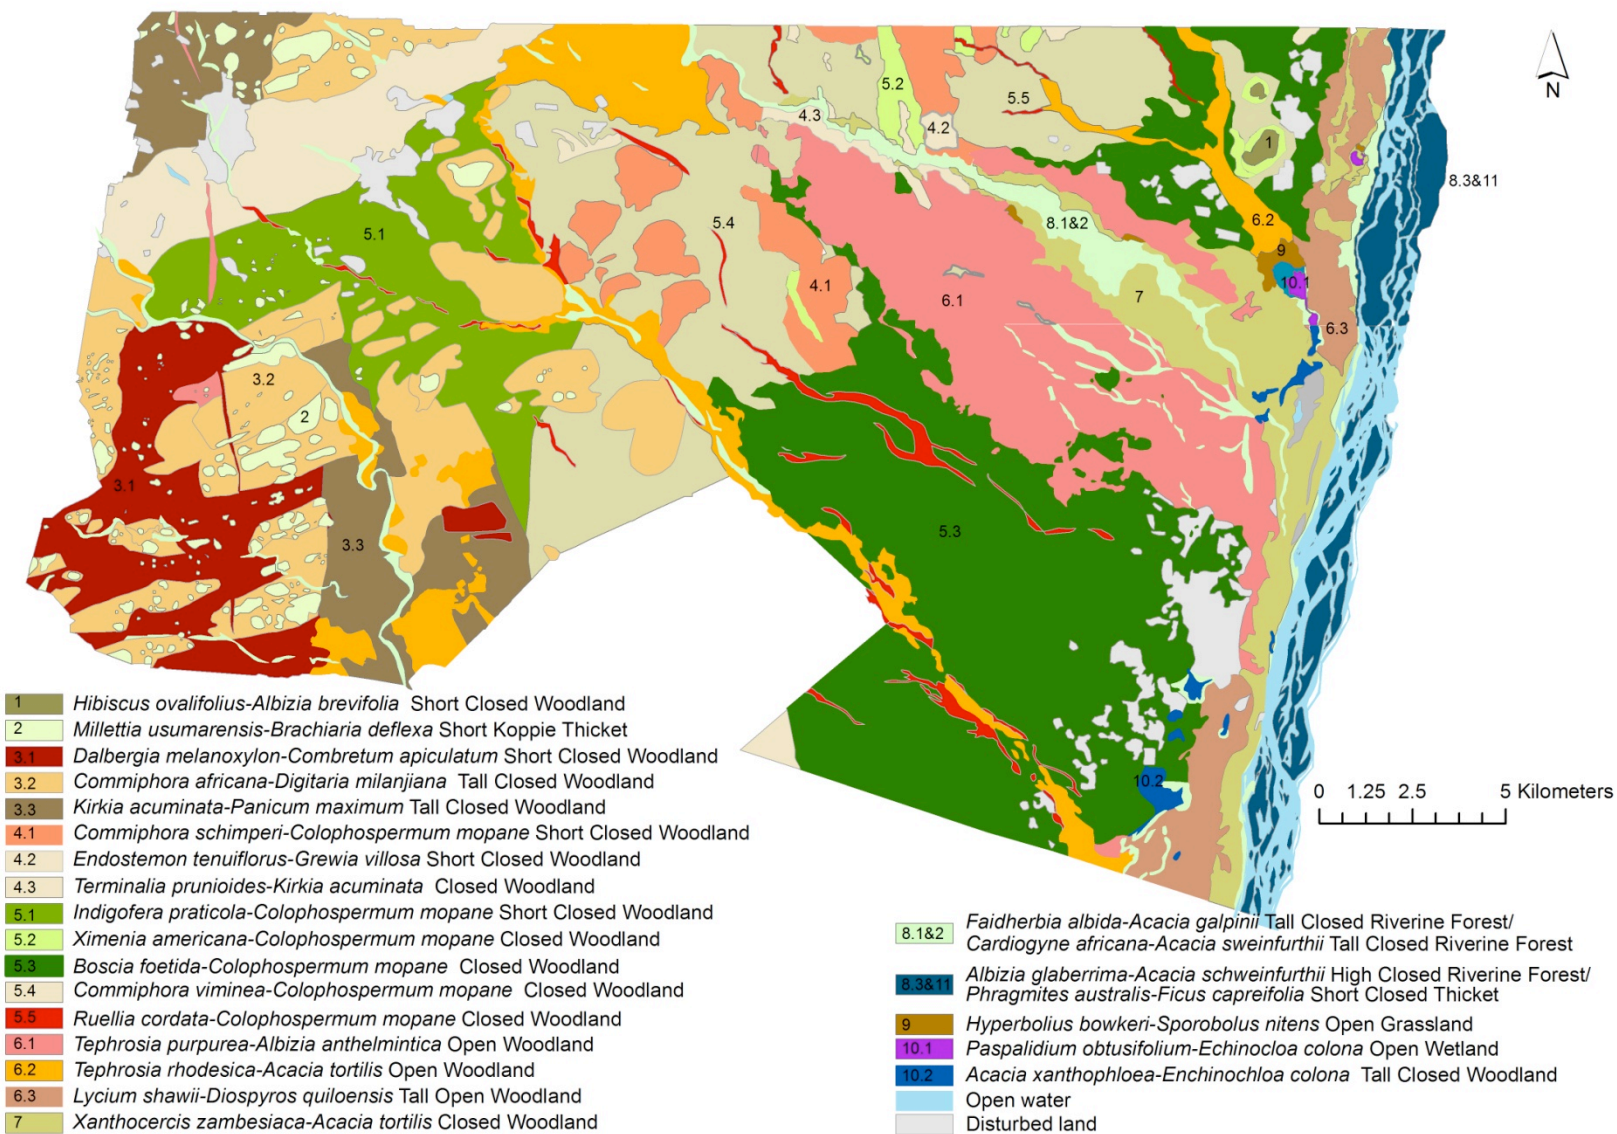 5.2
5.5
4.3
4.2
1
N
8.3&11
5.1
5.4
8.1&2
6.2
9
10.1
4.1
6.1
7
6.3
3.2
2
3.1
3.3
5.3
10.2
0 1.25 2.5 5 Kilometers
1 Hibiscus ovalifolius-Albizia brevifolia Short Closed Woodland
2 Millettia usumarensis-Brachiaria deflexa Short Koppie Thicket
3.1 Dalbergia melanoxylon-Combretum apiculatum Short Closed Woodland
3.2 Commiphora africana-Digitaria milanjiana Tall Closed Woodland
3.3 Kirkia acuminata-Panicum maximum Tall Closed Woodland
4.1 Commiphora schimperi-Colophospermum mopane Short Closed Woodland
4.2 Endostemon tenuiflorus-Grewia villosa Short Closed Woodland
4.3 Terminalia prunioides-Kirkia acuminata Closed Woodland
5.1 Indigofera praticola-Colophospermum mopane Short Closed Woodland
5.2 Ximenia americana-Colophospermum mopane Closed Woodland
5.3 Boscia foetida-Colophospermum mopane Closed Woodland
5.4 Commiphora viminea-Colophospermum mopane Closed Woodland
5.5 Ruellia cordata-Colophospermum mopane Closed Woodland
6.1 Tephrosia purpurea-Albizia anthelmintica Open Woodland
6.2 Tephrosia rhodesica-Acacia tortilis Open Woodland
6.3 Lycium shawii-Diospyros quiloensis Tall Open Woodland
7 Xanthocercis zambesiaca-Acacia tortilis Closed Woodland
8.1&2 Faidherbia albida-Acacia galpinii Tall Closed Riverine Forest/
Cardiogyne africana-Acacia sweinfurthii Tall Closed Riverine Forest
8.3&11 Albizia glaberrima-Acacia schweinfurthii High Closed Riverine Forest/
Phragmites australis-Ficus capreifolia Short Closed Thicket
9 Hyperbolius bowkeri-Sporobolus nitens Open Grassland
10.1 Paspalidium obtusifolium-Echinocloa colona Open Wetland
10.2 Acacia xanthophloea-Enchinochloa colona Tall Closed Woodland
Open water
Disturbed land